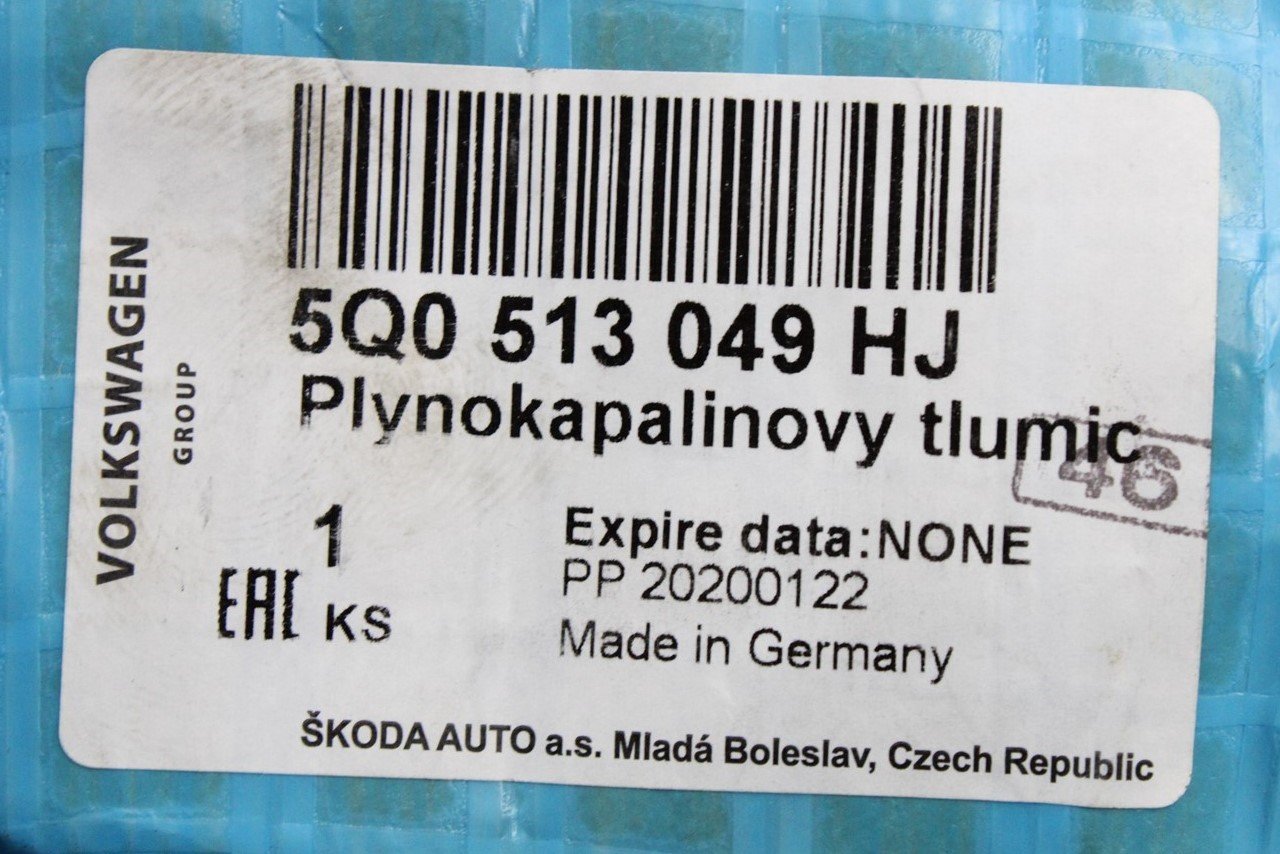 VOLKSWAGEN
GROUP
5Q0 513 049 HJ
Plynokapalinovy tlumic
46
1
EAC KS
Expire data:NONE
PP 20200122
Made in Germany
ŠKODA AUTO a.s. Mladá Boleslav, Czech Republic